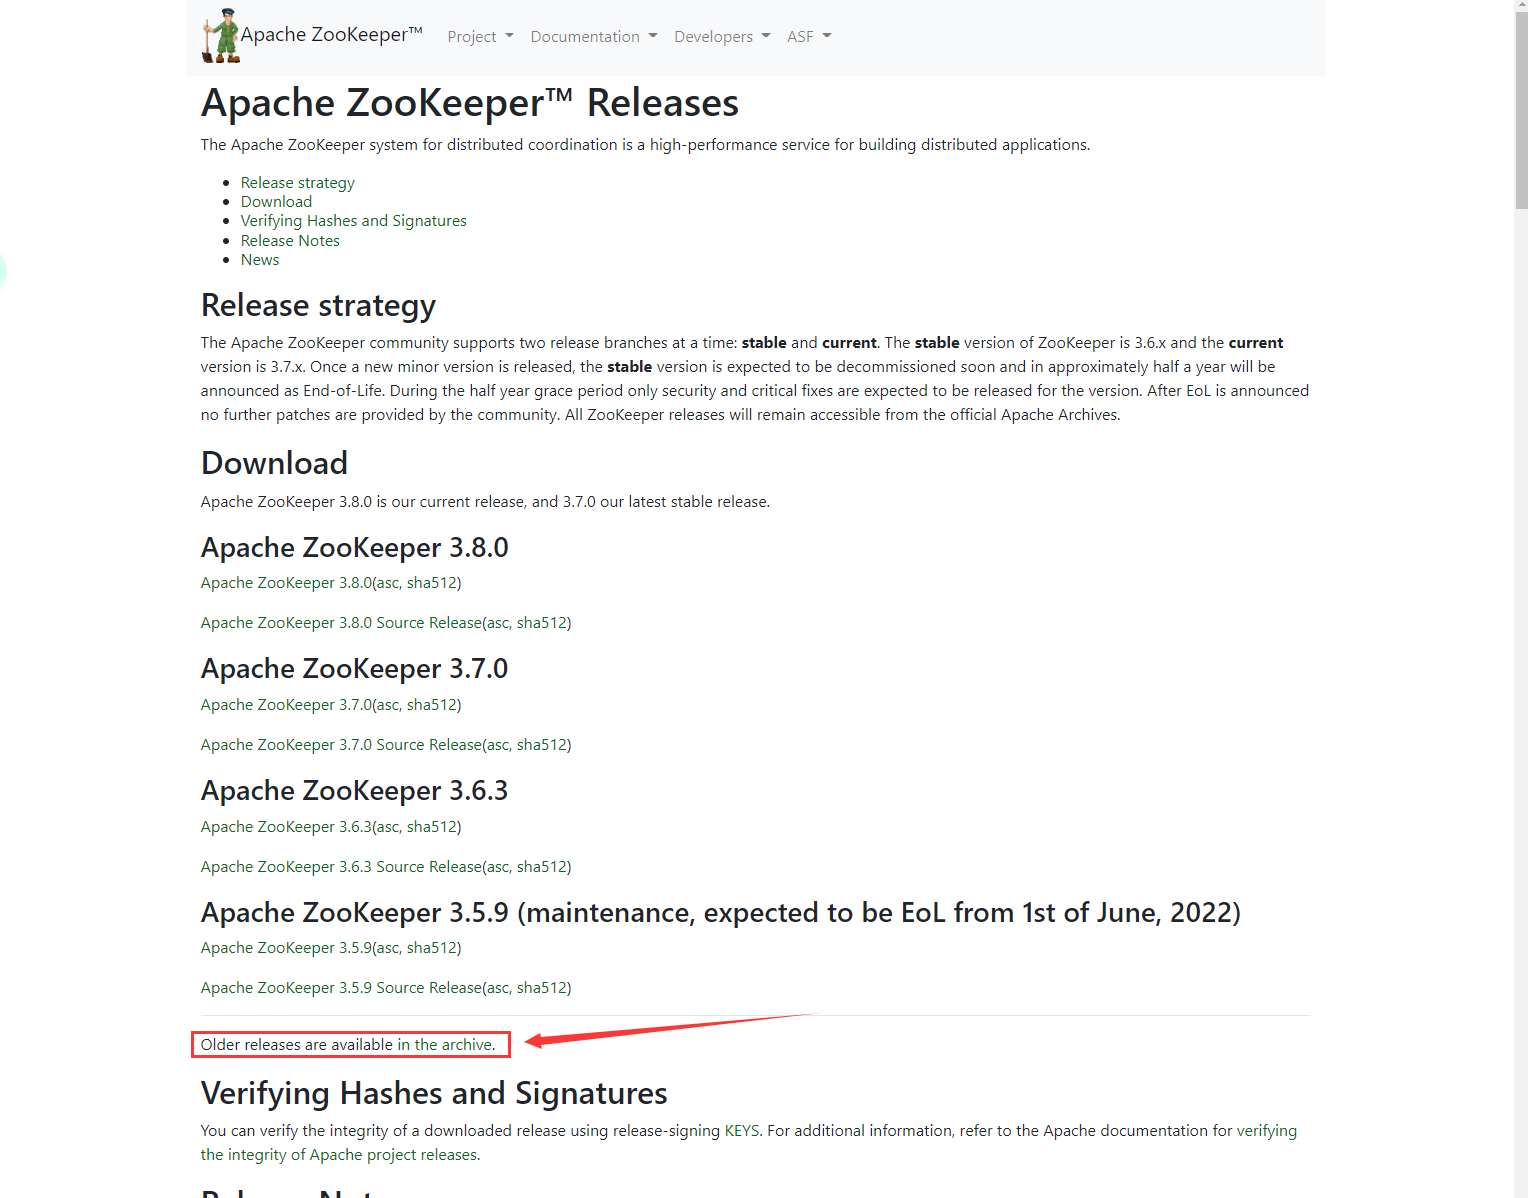 Apache ZooKeeper™ Project Documentation Developers ASF
Apache ZooKeeper™ Releases
The Apache ZooKeeper system for distributed coordination is a high-performance service for building distributed applications.
Release strategy
Download
Verifying Hashes and Signatures
Release Notes
News
Release strategy
The Apache ZooKeeper community supports two release branches at a time: stable and current. The stable version of ZooKeeper is 3.6.x and the current
version is 3.7.x. Once a new minor version is released, the stable version is expected to be decommissioned soon and in approximately half a year will be
announced as End-of-Life. During the half year grace period only security and critical fixes are expected to be released for the version. After EoL is announced
no further patches are provided by the community. All ZooKeeper releases will remain accessible from the official Apache Archives.
Download
Apache ZooKeeper 3.8.0 is our current release, and 3.7.0 our latest stable release.
Apache ZooKeeper 3.8.0
Apache ZooKeeper 3.8.0(asc, sha512)
Apache ZooKeeper 3.8.0 Source Release(asc, sha512)
Apache ZooKeeper 3.7.0
Apache ZooKeeper 3.7.0(asc, sha512)
Apache ZooKeeper 3.7.0 Source Release(asc, sha512)
Apache ZooKeeper 3.6.3
Apache ZooKeeper 3.6.3(asc, sha512)
Apache ZooKeeper 3.6.3 Source Release(asc, sha512)
Apache ZooKeeper 3.5.9 (maintenance, expected to be EoL from 1st of June, 2022)
Apache ZooKeeper 3.5.9(asc, sha512)
Apache ZooKeeper 3.5.9 Source Release(asc, sha512)
Older releases are available in the archive.
Verifying Hashes and Signatures
You can verify the integrity of a downloaded release using release-signing KEYS. For additional information, refer to the Apache documentation for verifying
the integrity of Apache project releases.